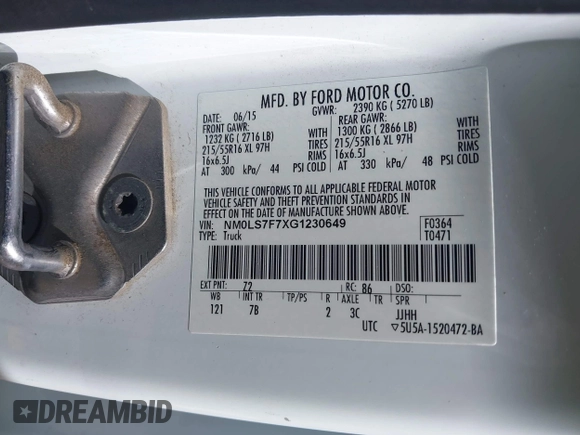 MFD. BY FORD MOTOR CO.
DATE: 06/15 GVWR: 2390 KG ( 5270 LB)
FRONT GAWR: REAR GAWR:
1232 KG ( 2716 LB) WITH 1300 KG ( 2866 LB) WITH
215/55R16 XL 97H TIRES 215/55R16 XL 97H TIRES
16x6.5J RIMS 16x6.5J RIMS
AT 300 kPa/ 44 PSI COLD AT 330 kPa/ 48 PSI COLD
THIS VEHICLE CONFORMS TO ALL APPLICABLE FEDERAL MOTOR
VEHICLE SAFETY AND THEFT PREVENTION STANDARDS IN
EFFECT ON THE DATE OF MANUFACTURE SHOWN ABOVE.
VIN: NM0LS7F7XG1230649 F0364
TYPE: Truck T0471
EXT PNT: Z2 RC: 86 DSO:
WB INT TR TP/PS R AXLE TR SPR
121 7B 2 3C JJHH
UTC ▽5U5A-1520472-BA
DREAMBID